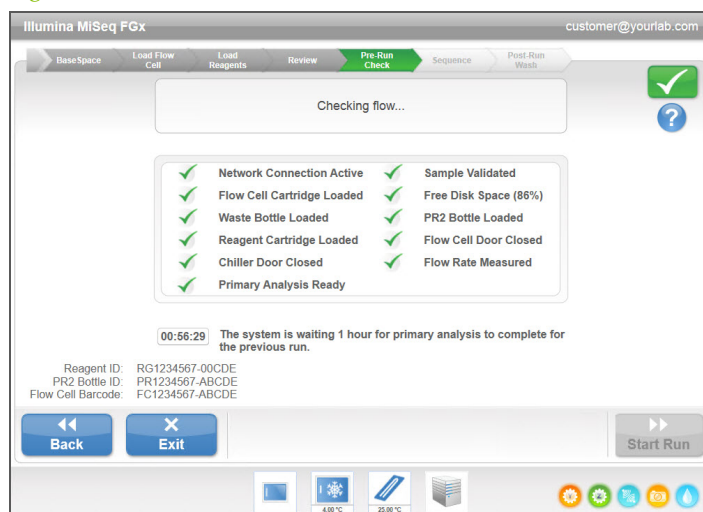 Illumina MiSeq FGx
customer@yourlab.com
BaseSpace
Load Flow
Cell
Load
Reagents
Review
Pre-Run
Check
Sequence
Post-Run
Wash
Checking flow...
Network Connection Active
Sample Validated
Flow Cell Cartridge Loaded
Free Disk Space (86%)
Waste Bottle Loaded
PR2 Bottle Loaded
Reagent Cartridge Loaded
Flow Cell Door Closed
Chiller Door Closed
Flow Rate Measured
Primary Analysis Ready
00:56:29
The system is waiting 1 hour for primary analysis to complete for
the previous run.
Reagent ID: RG1234567-00CDE
PR2 Bottle ID: PR1234567-ABCDE
Flow Cell Barcode: FC1234567-ABCDE
Back
Exit
Start Run
4.00 °C
25.00 °C